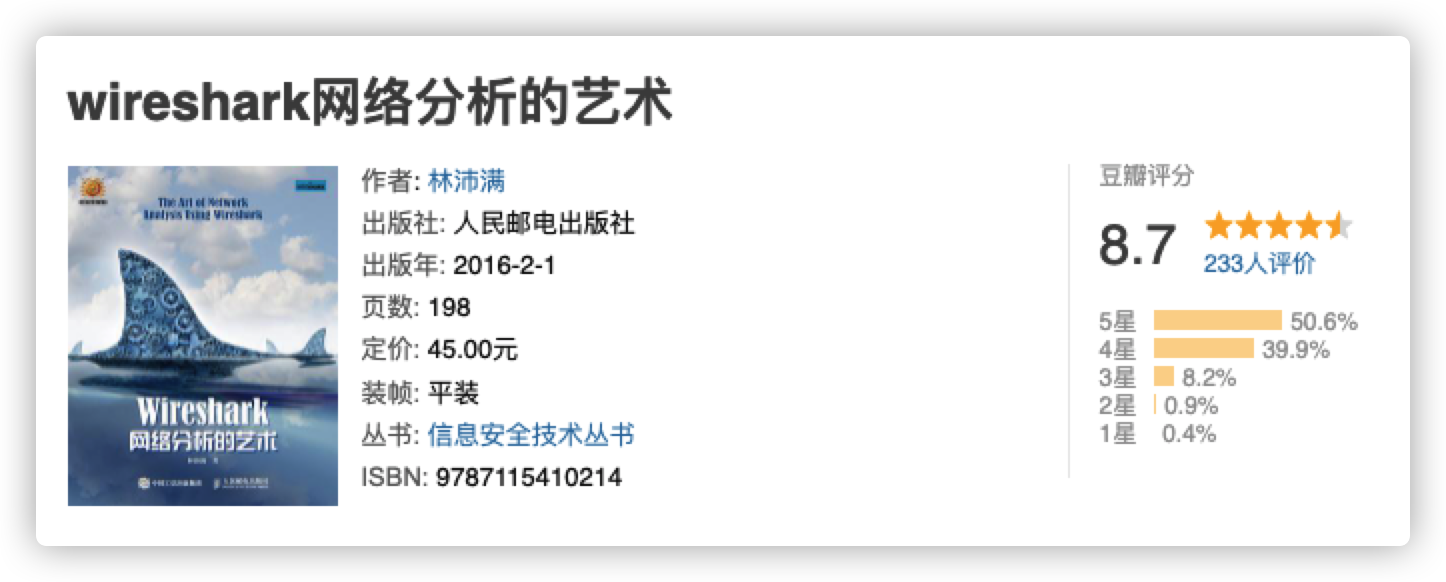 wireshark网络分析的艺术
The Art of Network
Analysis Using Wireshark
Wireshark
网络分析的艺术
作者: 林沛满
出版社: 人民邮电出版社
出版年: 2016-2-1
页数: 198
定价: 45.00元
装帧: 平装
丛书: 信息安全技术丛书
ISBN: 9787115410214
豆瓣评分
8.7
233人评价
5星 50.6%
4星 39.9%
3星 8.2%
2星 0.9%
1星 0.4%